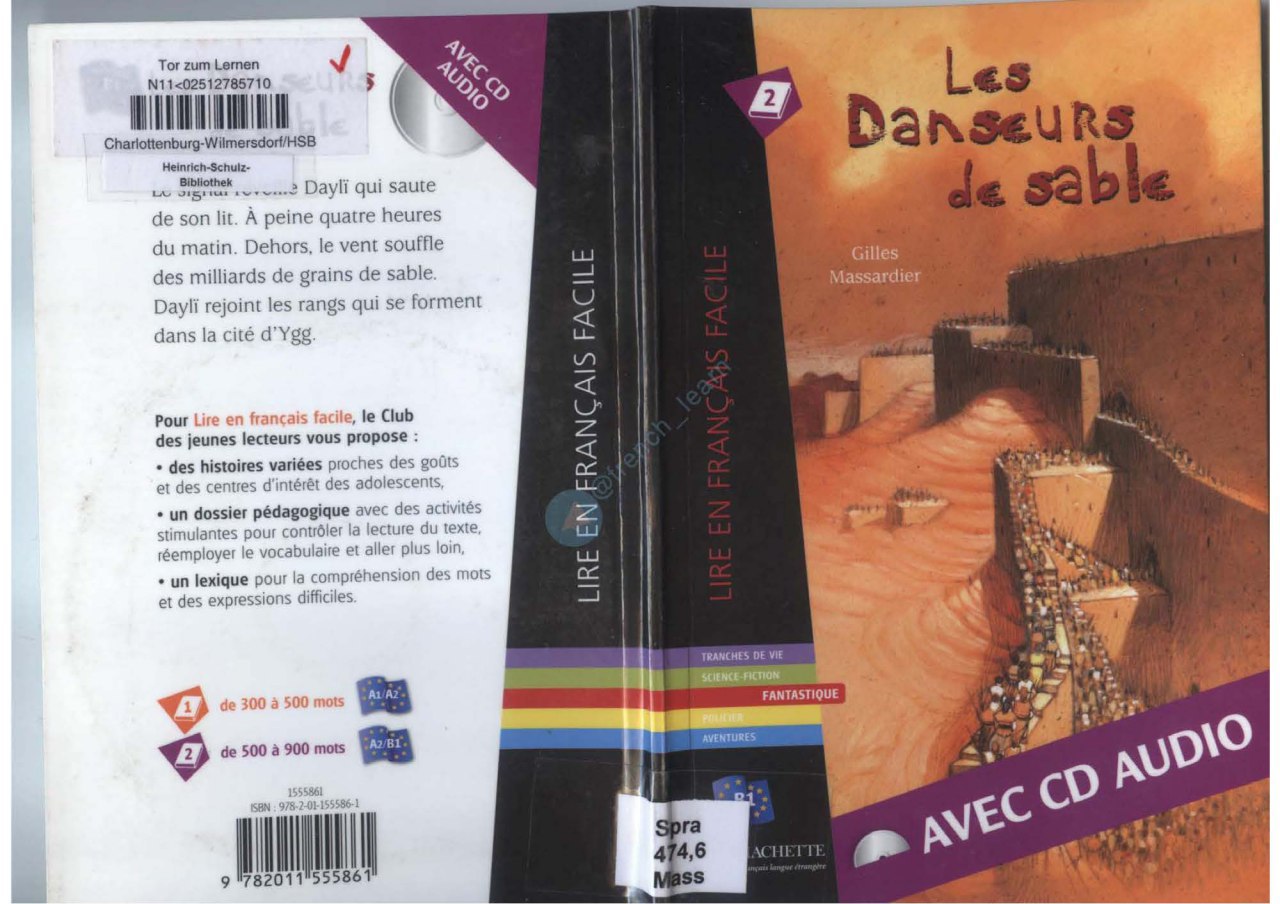 Tor zum Lernen
N11<02512785710
Charlottenburg-Wilmersdorf/HSB
Heinrich-Schulz-
Bibliothek
AVEC CD
AUDIO
Le signal réveille Daylï qui saute
de son lit. À peine quatre heures
du matin. Dehors, le vent souffle
des milliards de grains de sable.
Daylï rejoint les rangs qui se forment
dans la cité d'Ygg.
Pour Lire en français facile, le Club
des jeunes lecteurs vous propose :
• des histoires variées proches des goûts
et des centres d'intérêt des adolescents,
• un dossier pédagogique avec des activités
stimulantes pour contrôler la lecture du texte,
réemployer le vocabulaire et aller plus loin,
• un lexique pour la compréhension des mots
et des expressions difficiles.
1 de 300 à 500 mots A1/A2
2 de 500 à 900 mots A2/B1
1555861
ISBN : 978-2-01-155586-1
9 782011 555861
LIRE EN FRANÇAIS FACILE
LIRE EN FRANÇAIS FACILE
@french_learn
TRANCHES DE VIE
SCIENCE-FICTION
FANTASTIQUE
POLICIER
AVENTURES
B1
Spra
474,6
Mass
ACHETTE
français langue étrangère
2
Les
Danseurs
de sable
Gilles
Massardier
AVEC CD AUDIO